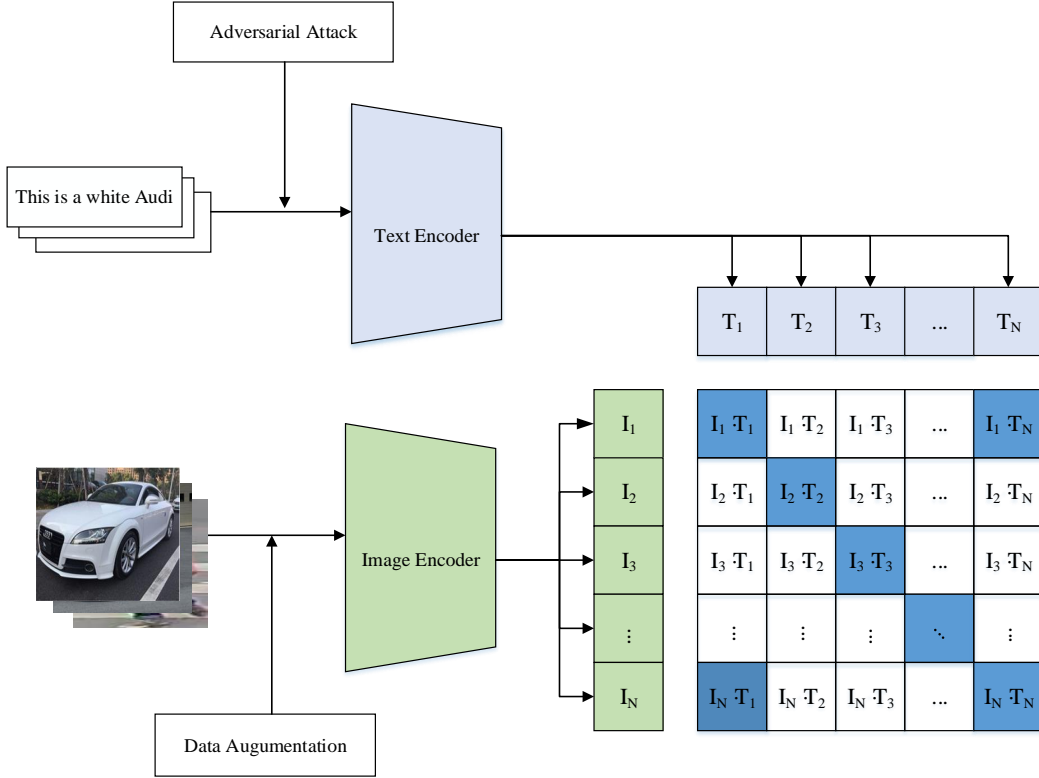 Adversarial Attack
This is a white Audi
Text Encoder
T1 T2 T3 ... TN
Image Encoder
I1
I2
I3
⋮
IN
I1·T1 I1·T2 I1·T3 ... I1·TN
I2·T1 I2·T2 I2·T3 ... I2·TN
I3·T1 I3·T2 I3·T3 ... I3·TN
⋮ ⋮ ⋮ ⋱ ⋮
IN·T1 IN·T2 IN·T3 ... IN·TN
Data Augumentation